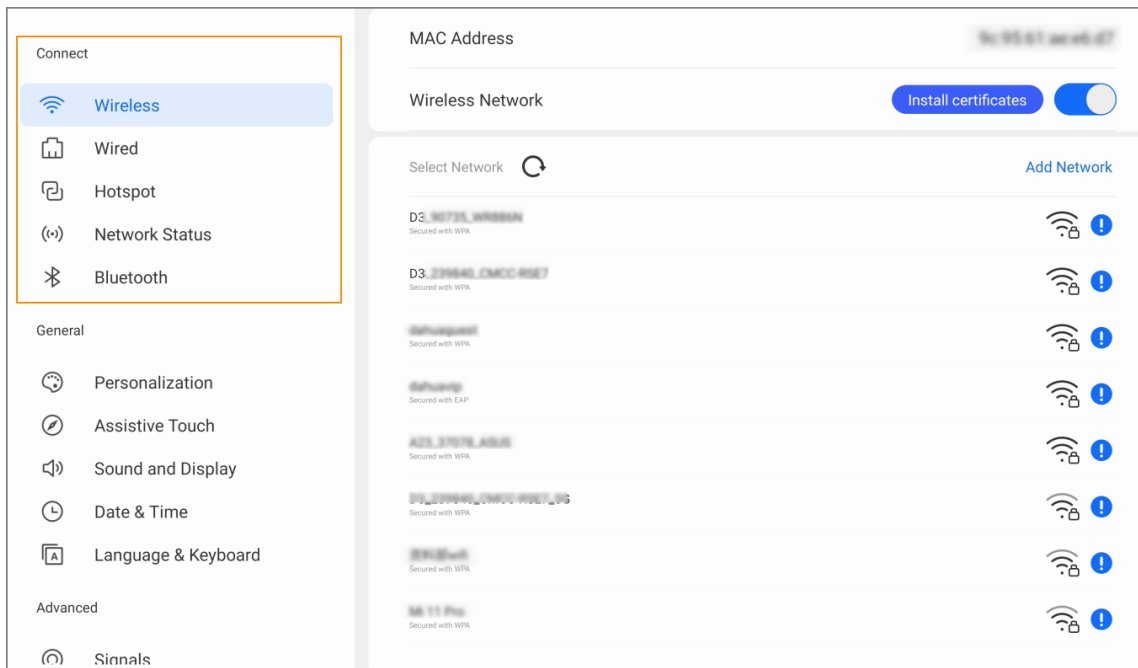 Connect
Wireless
Wired
Hotspot
Network Status
Bluetooth
General
Personalization
Assistive Touch
Sound and Display
Date & Time
Language & Keyboard
Advanced
Signals
MAC Address
Wireless Network
Install certificates
Select Network
Add Network
Secured with WPA
Secured with WPA
Secured with WPA
Secured with EAP
Secured with WPA
Secured with WPA
Secured with WPA
Secured with WPA